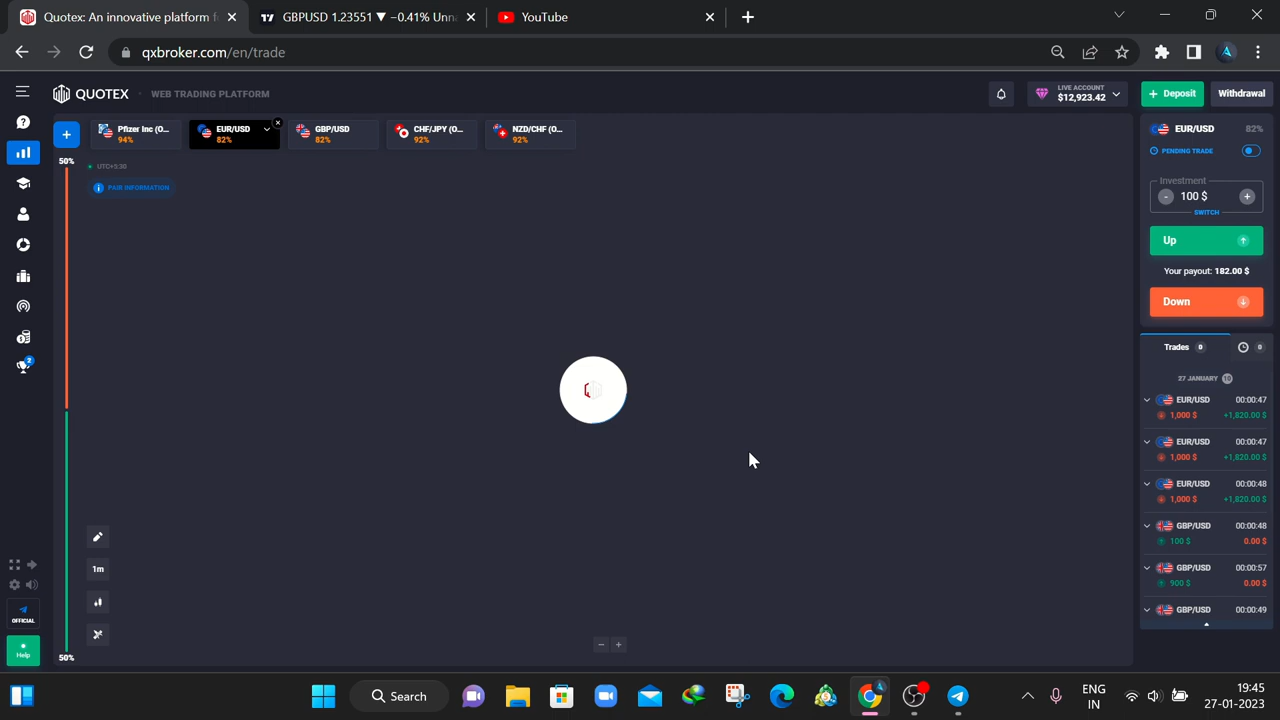 Quotex: An innovative platform f
GBPUSD 1.23551 ▼ −0.41% Unna
YouTube
qxbroker.com/en/trade
QUOTEX
WEB TRADING PLATFORM
LIVE ACCOUNT
$12,923.42
+ Deposit
Withdrawal
+
Pfizer Inc (O...
94%
EUR/USD
82%
GBP/USD
82%
CHF/JPY (O...
92%
NZD/CHF (O...
92%
50%
UTC+5:30
i PAIR INFORMATION
EUR/USD
82%
PENDING TRADE
Investment
- 100 $ +
SWITCH
Up
Your payout: 182.00 $
Down
Trades 0
0
27 JANUARY 19
EUR/USD 00:00:47
1,000 $ +1,820.00 $
EUR/USD 00:00:47
1,000 $ +1,820.00 $
EUR/USD 00:00:48
1,000 $ +1,820.00 $
GBP/USD 00:00:48
100 $ 0.00 $
GBP/USD 00:00:57
900 $ 0.00 $
GBP/USD 00:00:49
2
1m
OFFICIAL
Help
50%
− +
Search
ENG
IN
19:45
27-01-2023